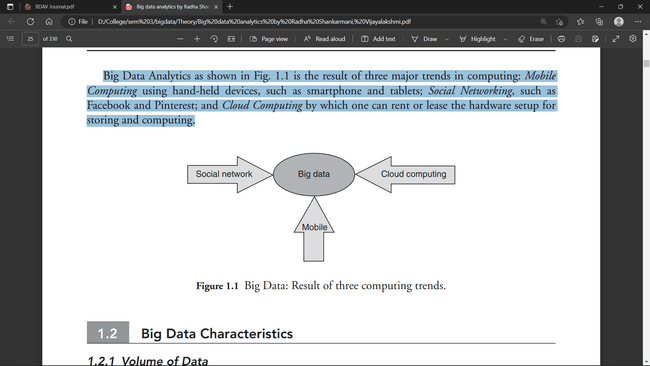 BDAV Journal.pdf
Big data analytics by Radha Shan
File
D:/College/sem%203/bigdata/Theory/Big%20data%20analytics%20by%20Radha%20Shankarmani,%20Vijayalakshmi.pdf
25 of 330
Page view
Read aloud
Add text
Draw
Highlight
Erase
Big Data Analytics as shown in Fig. 1.1 is the result of three major trends in computing: Mobile
Computing using hand-held devices, such as smartphone and tablets; Social Networking, such as
Facebook and Pinterest; and Cloud Computing by which one can rent or lease the hardware setup for
storing and computing.
Social network
Big data
Cloud computing
Mobile
Figure 1.1 Big Data: Result of three computing trends.
1.2 Big Data Characteristics
1.2.1 Volume of Data